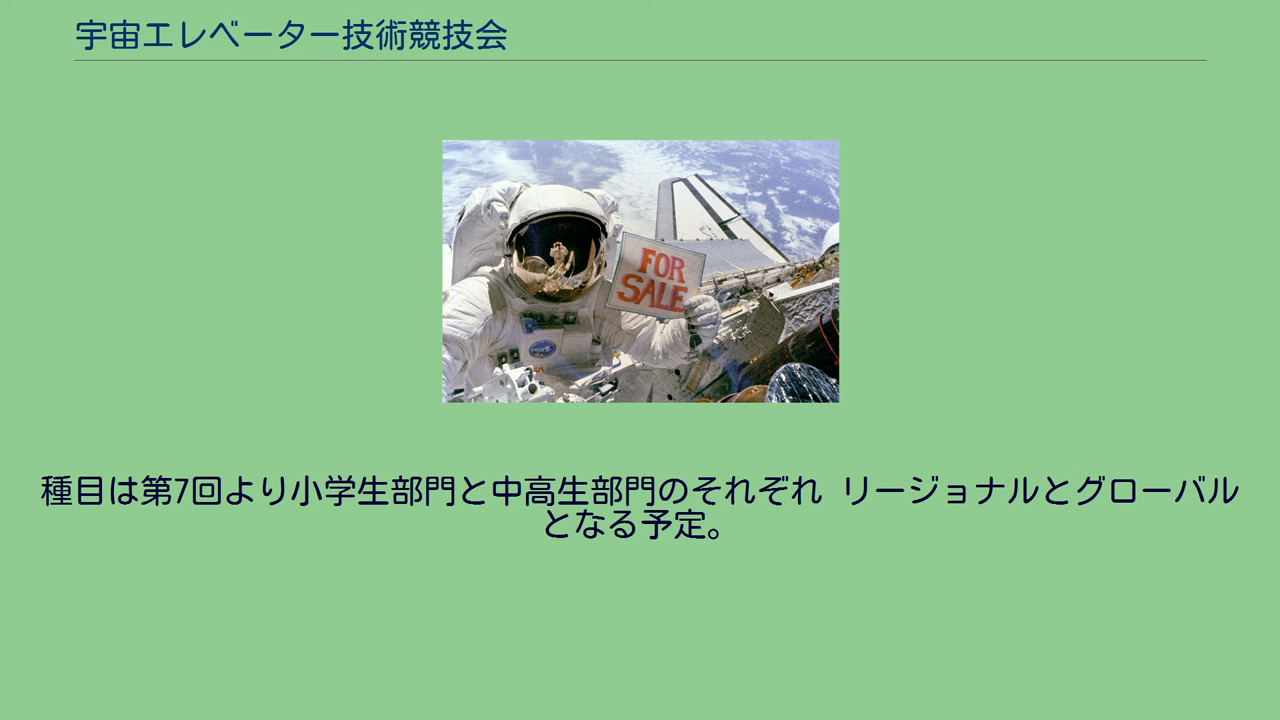 宇宙エレベーター技術競技会
FOR
SALE
種目は第7回より小学生部門と中高生部門のそれぞれ リージョナルとグローバル
となる予定。